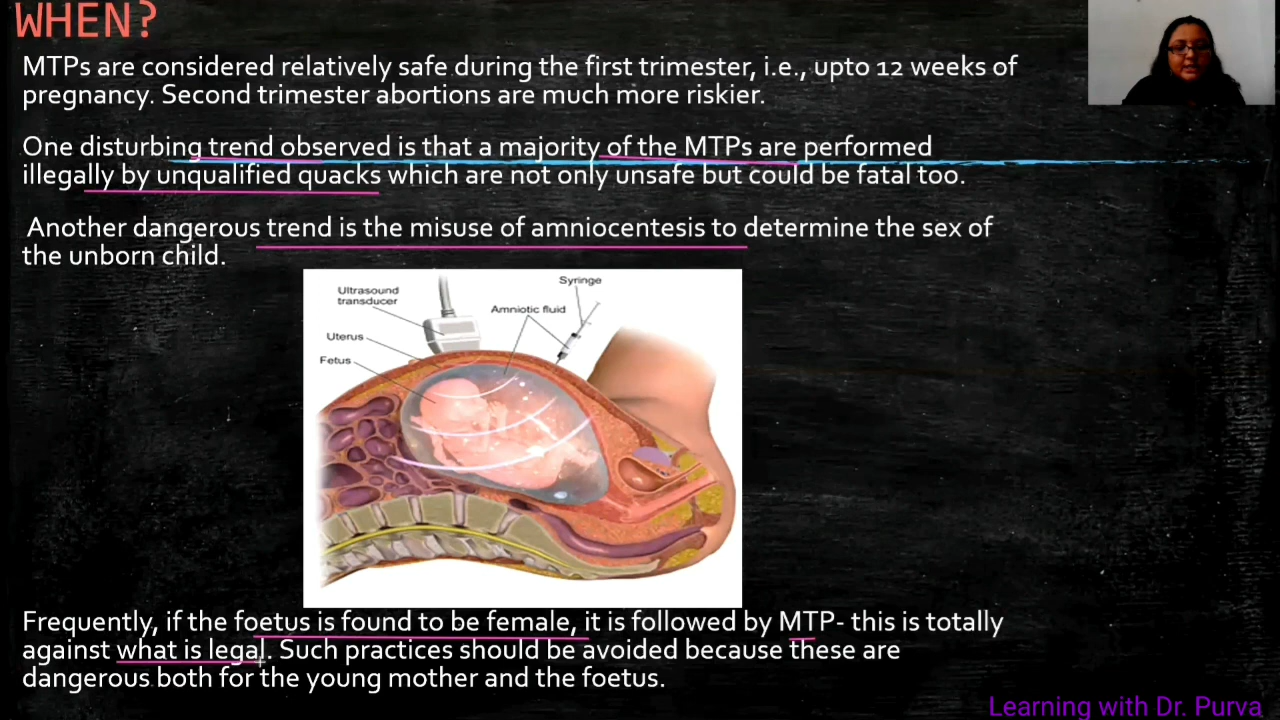 WHEN?
MTPs are considered relatively safe during the first trimester, i.e., upto 12 weeks of
pregnancy. Second trimester abortions are much more riskier.
One disturbing trend observed is that a majority of the MTPs are performed
illegally by unqualified quacks which are not only unsafe but could be fatal too.
Another dangerous trend is the misuse of amniocentesis to determine the sex of
the unborn child.
Syringe
Ultrasound
transducer
Amniotic fluid
Uterus
Fetus
Frequently, if the foetus is found to be female, it is followed by MTP- this is totally
against what is legal. Such practices should be avoided because these are
dangerous both for the young mother and the foetus.
Learning with Dr. Purva